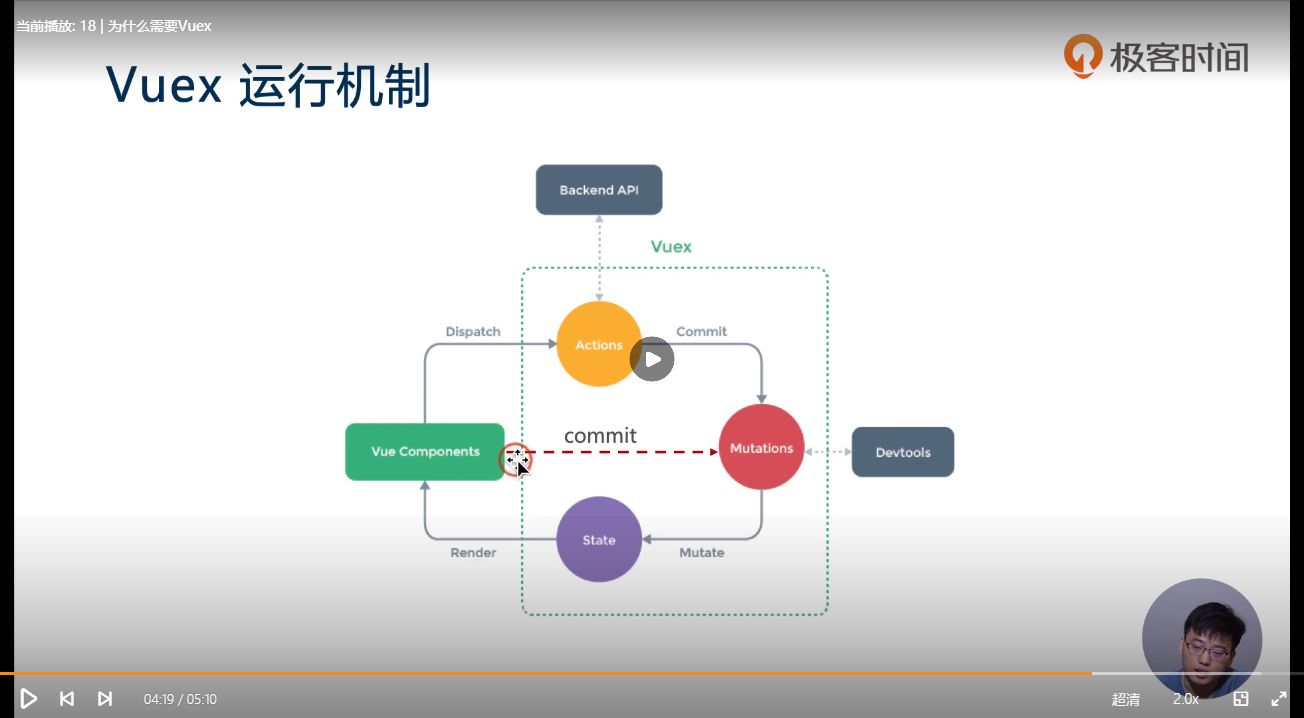 当前播放: 18 | 为什么需要Vuex
极客时间
Vuex 运行机制
Backend API
Vuex
Dispatch
Actions
Commit
commit
Vue Components
Mutations
Devtools
State
Render
Mutate
04:19 / 05:10
超清
2.0x